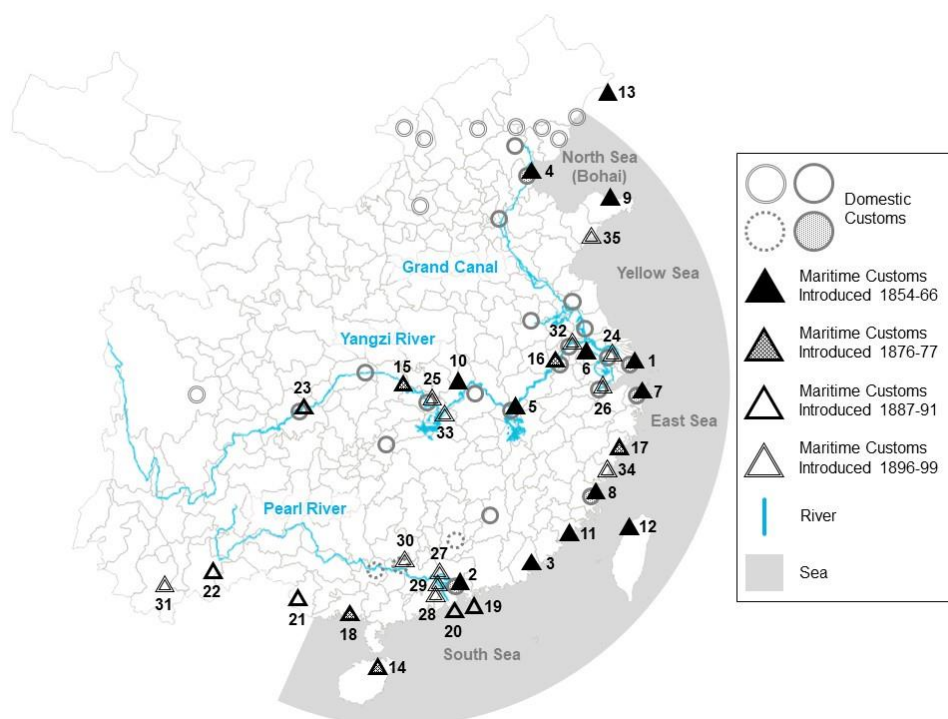 13
North Sea
(Bohai)
4
9
35
Grand Canal
Yellow Sea
Yangzi River
32
24
10
16
6
1
15
25
7
23
5
26
33
East Sea
17
34
8
Pearl River
11
12
30
27
3
2
29
31
22
28
19
21
18
20
South Sea
14
Domestic
Customs
Maritime Customs
Introduced 1854-66
Maritime Customs
Introduced 1876-77
Maritime Customs
Introduced 1887-91
Maritime Customs
Introduced 1896-99
River
Sea